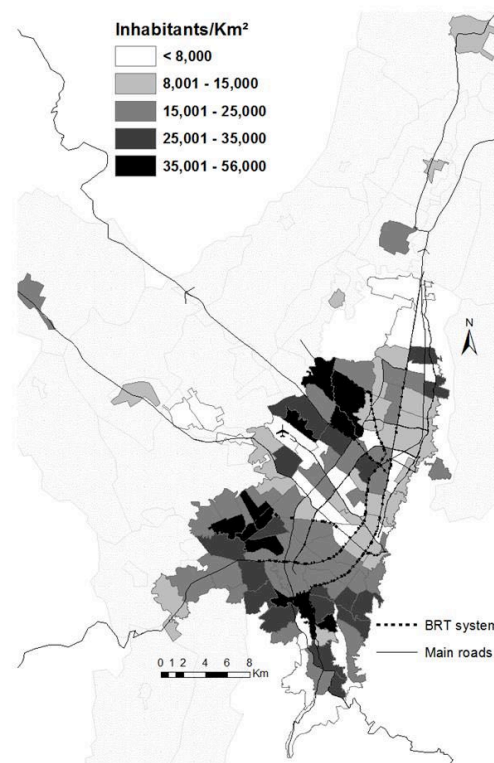 Inhabitants/Km²
< 8,000
8,001 - 15,000
15,001 - 25,000
25,001 - 35,000
35,001 - 56,000
N
BRT system
Main roads
0 1 2 4 6 8
Km